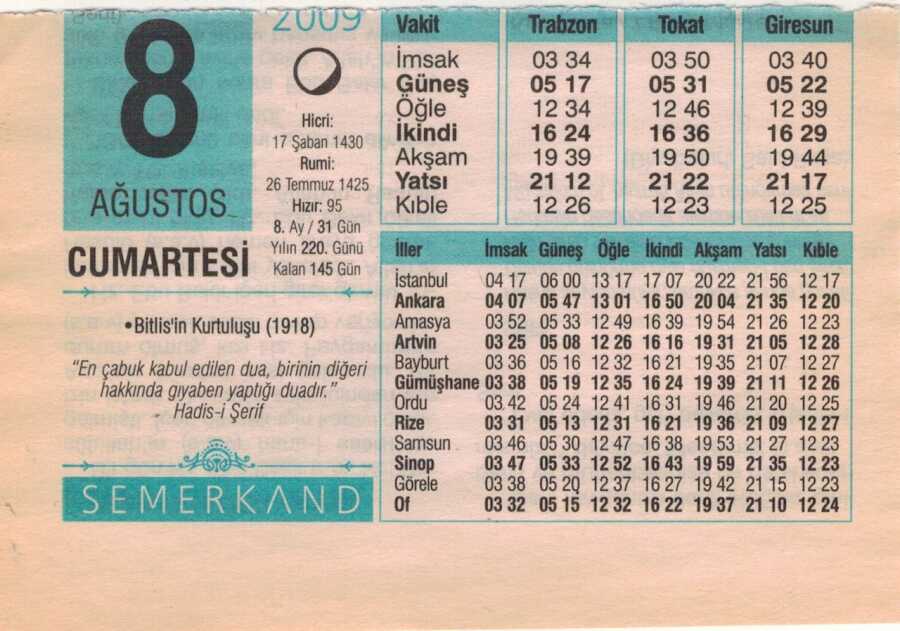 8
AĞUSTOS
CUMARTESİ
2009
Hicri:
17 Şaban 1430
Rumi:
26 Temmuz 1425
Hızır: 95
8. Ay / 31 Gün
Yılın 220. Günü
Kalan 145 Gün
•Bitlis'in Kurtuluşu (1918)
"En çabuk kabul edilen dua, birinin diğeri
hakkında gıyaben yaptığı duadır."
Hadis-i Şerif
SEMERKAND
Vakit Trabzon Tokat Giresun
İmsak 03 34 03 50 03 40
Güneş 05 17 05 31 05 22
Öğle 12 34 12 46 12 39
İkindi 16 24 16 36 16 29
Akşam 19 39 19 50 19 44
Yatsı 21 12 21 22 21 17
Kıble 12 26 12 23 12 25
İller İmsak Güneş Öğle İkindi Akşam Yatsı Kıble
İstanbul 04 17 06 00 13 17 17 07 20 22 21 56 12 17
Ankara 04 07 05 47 13 01 16 50 20 04 21 35 12 20
Amasya 03 52 05 33 12 49 16 39 19 54 21 26 12 23
Artvin 03 25 05 08 12 26 16 16 19 31 21 05 12 28
Bayburt 03 36 05 16 12 32 16 21 19 35 21 07 12 27
Gümüşhane 03 38 05 19 12 35 16 24 19 39 21 11 12 26
Ordu 03 42 05 24 12 41 16 31 19 46 21 20 12 25
Rize 03 31 05 13 12 31 16 21 19 36 21 09 12 27
Samsun 03 46 05 30 12 47 16 38 19 53 21 27 12 23
Sinop 03 47 05 33 12 52 16 43 19 59 21 35 12 23
Görele 03 38 05 20 12 37 16 27 19 42 21 15 12 23
Of 03 32 05 15 12 32 16 22 19 37 21 10 12 24